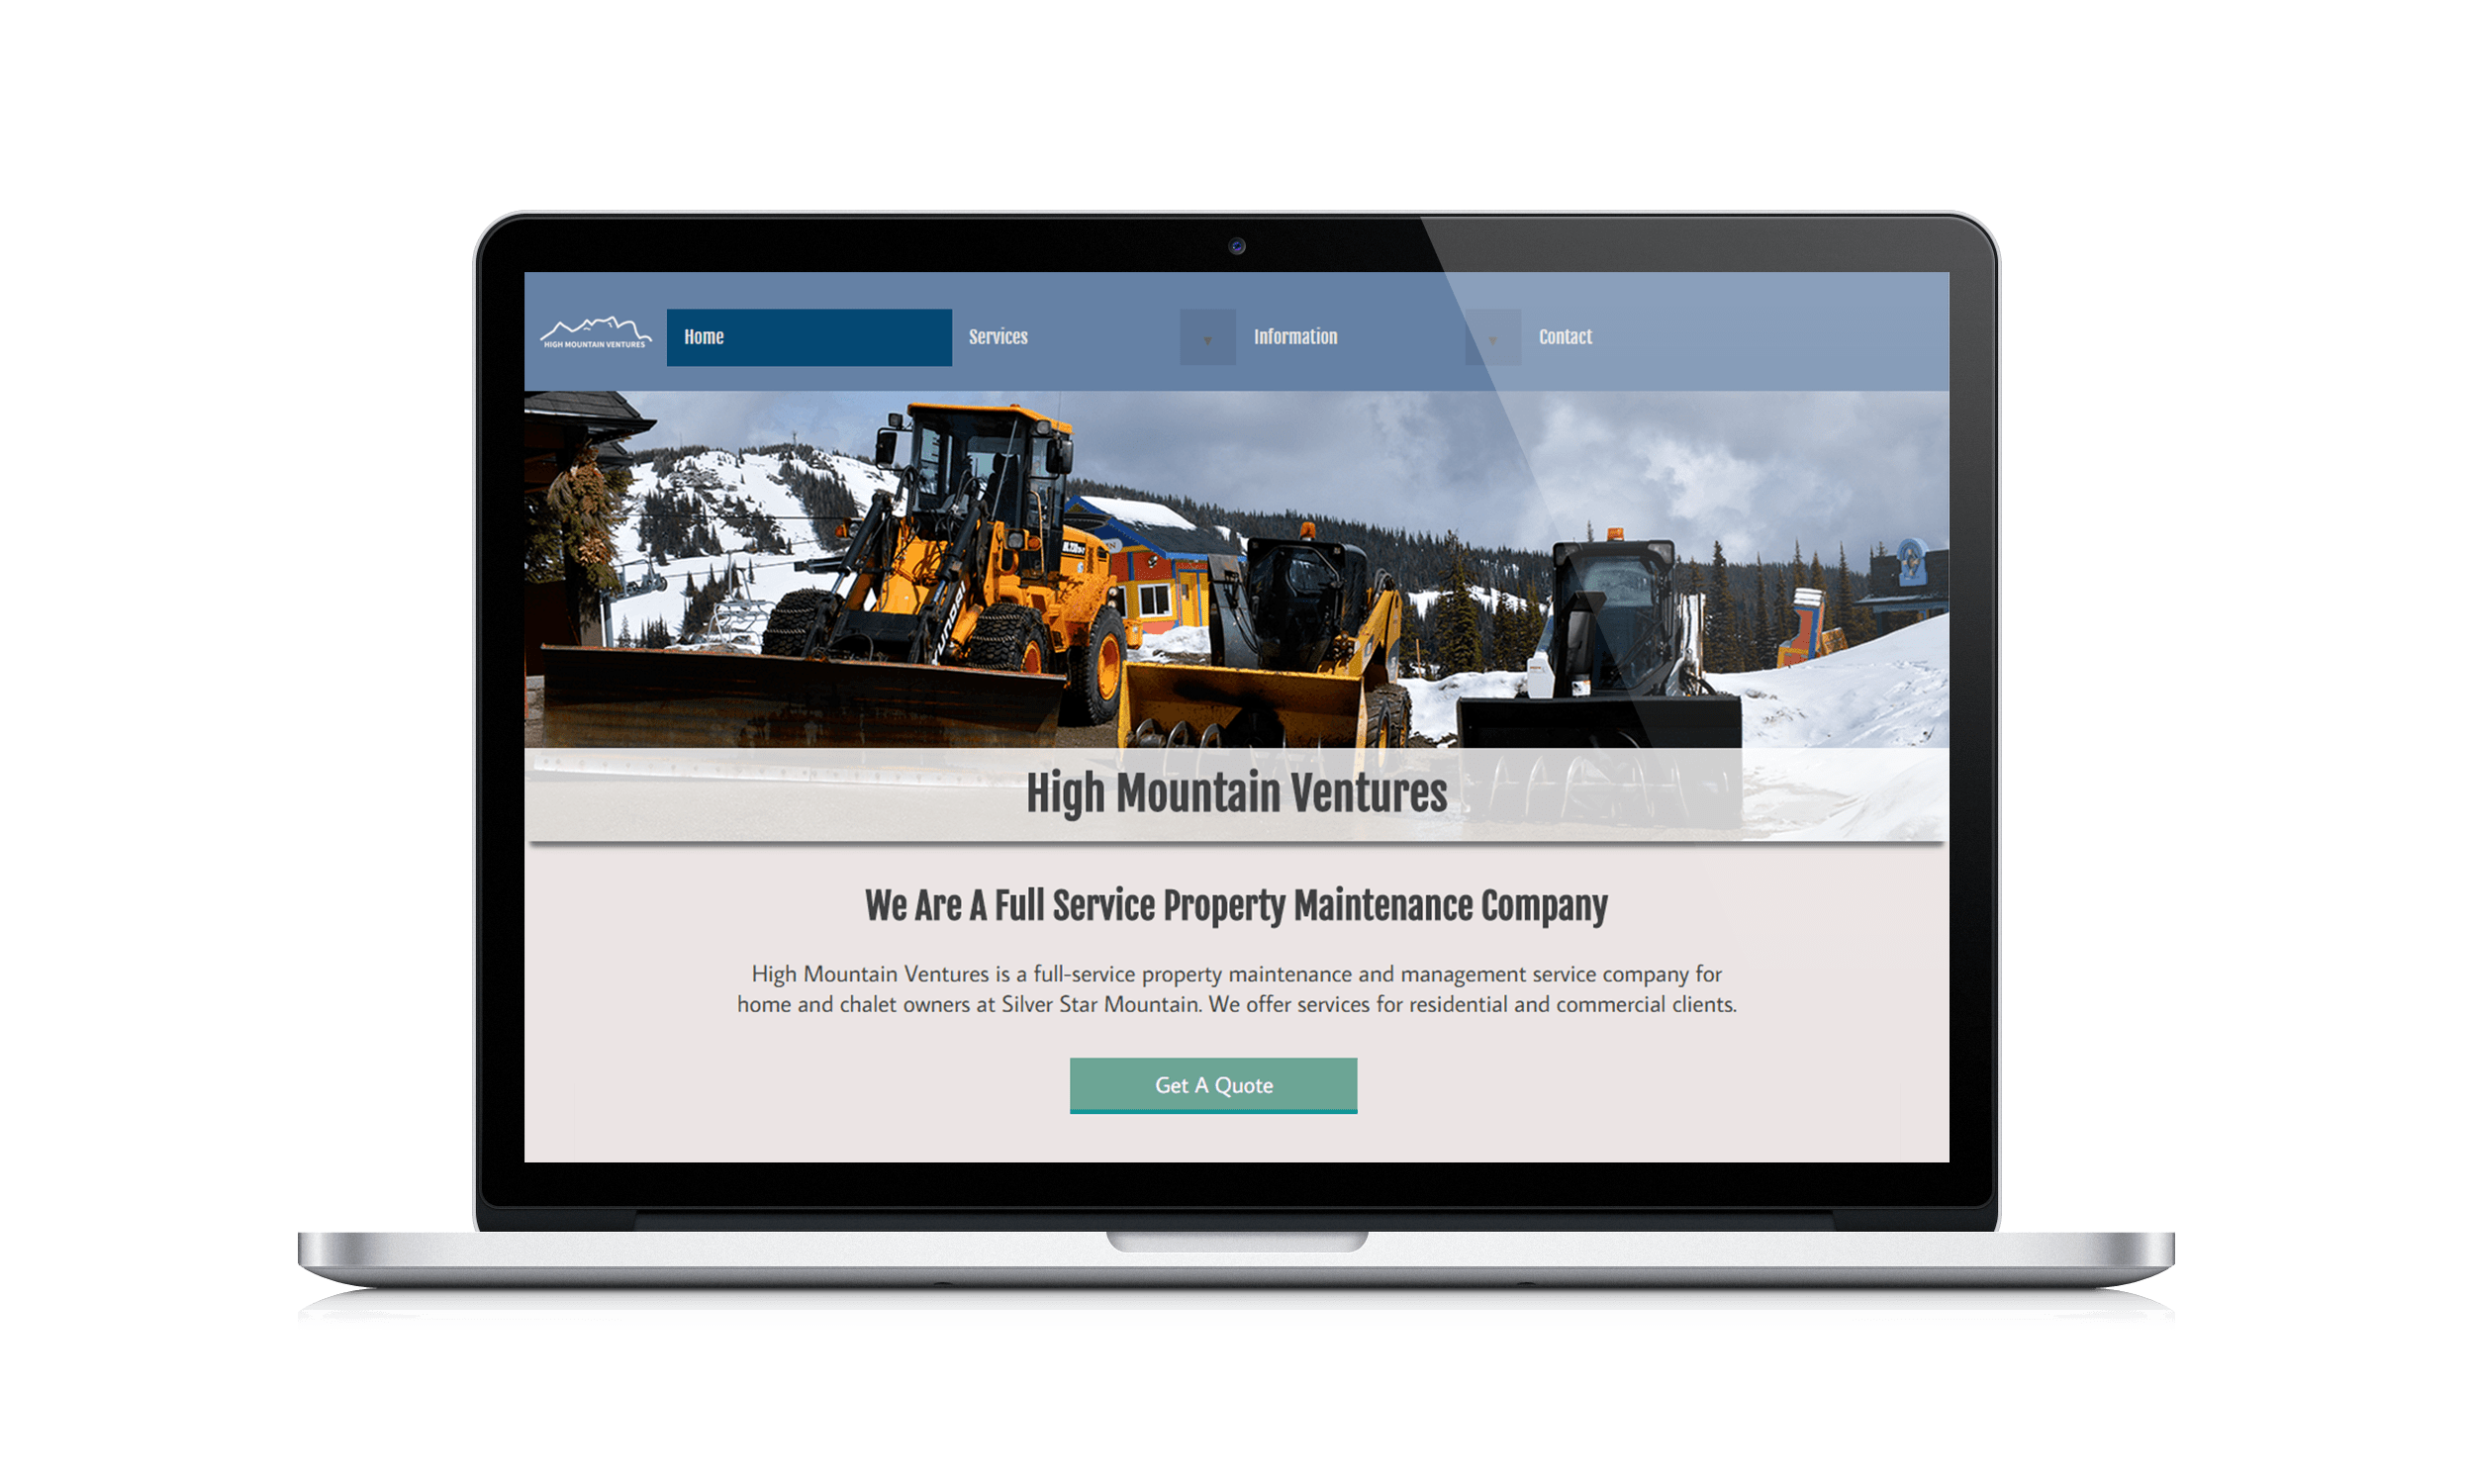 HIGH MOUNTAIN VENTURES
Home
Services
Information
Contact
HYUNDAI
High Mountain Ventures
We Are A Full Service Property Maintenance Company
High Mountain Ventures is a full-service property maintenance and management service company for
home and chalet owners at Silver Star Mountain. We offer services for residential and commercial clients.
Get A Quote